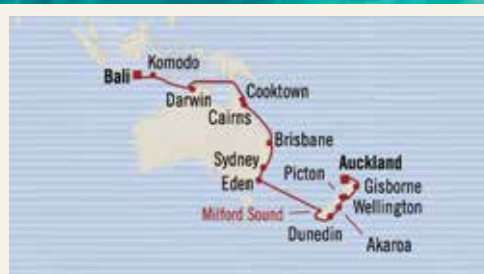 Komodo
Bali
Darwin
Cooktown
Cairns
Brisbane
Sydney
Eden
Picton
Auckland
Gisborne
Wellington
Milford Sound
Dunedin
Akaroa